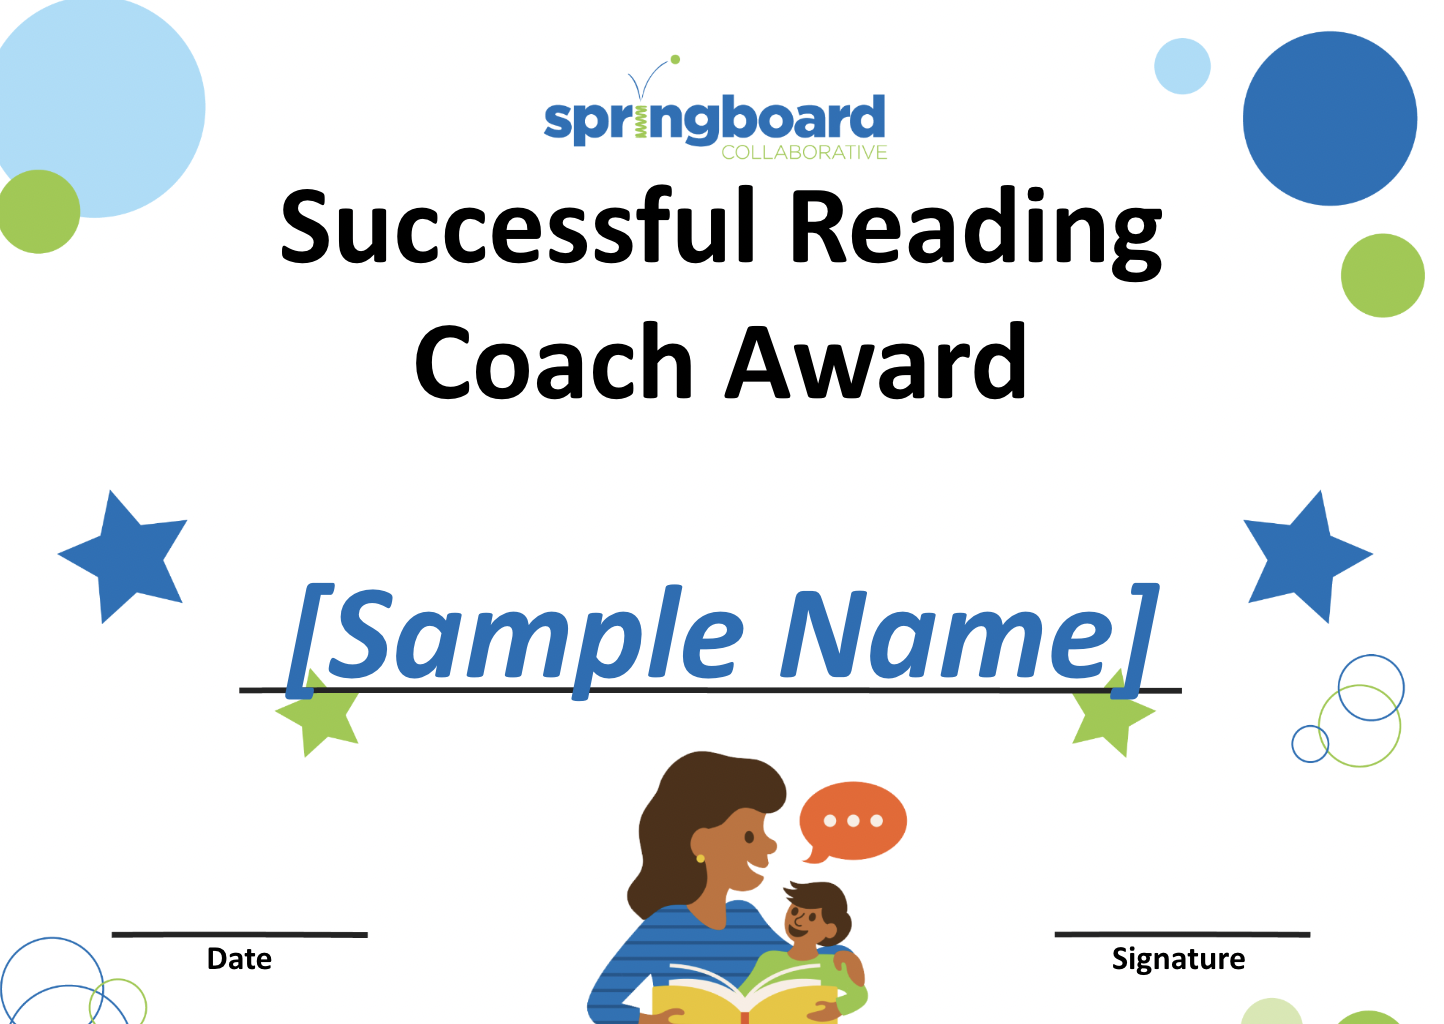 springboard
COLLABORATIVE
Successful Reading
Coach Award
[Sample Name]
Date
Signature